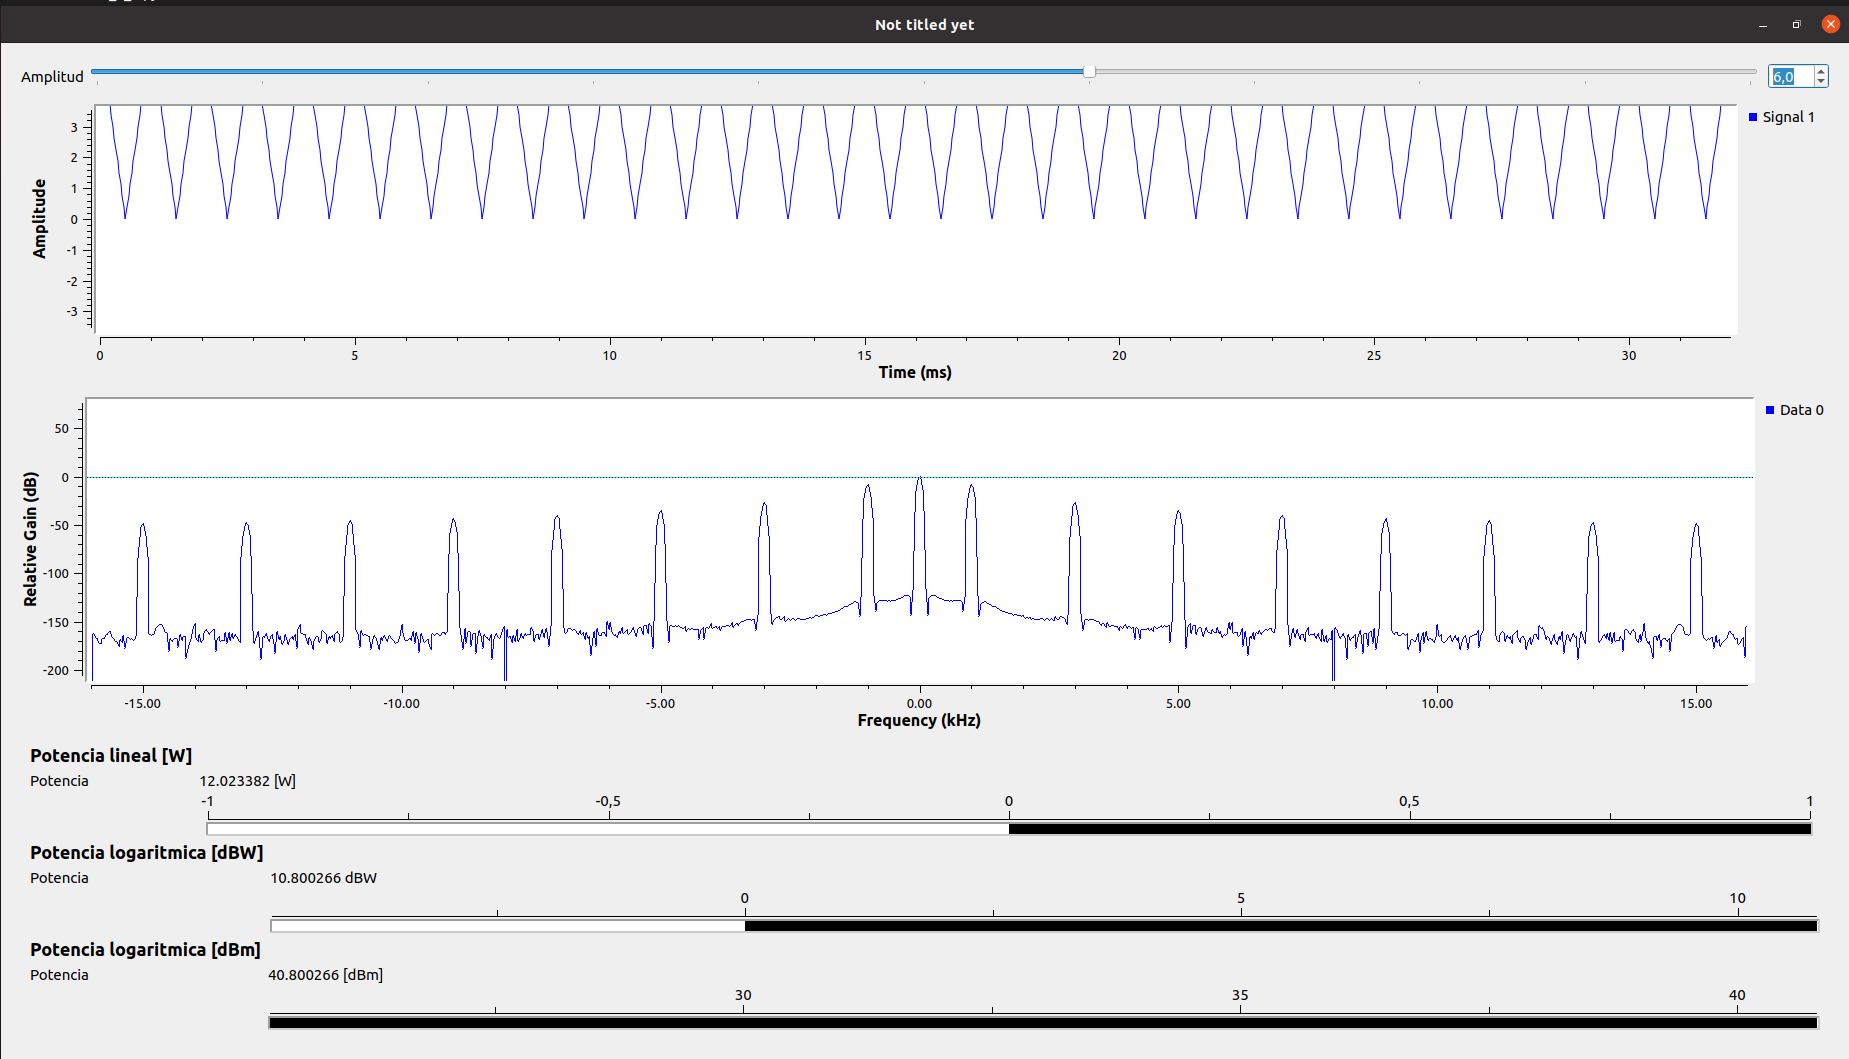 Not titled yet
Amplitud 6,0
3
2
1
0
-1
-2
-3
Amplitude
Signal 1
0 5 10 15 20 25 30
Time (ms)
50
0
-50
-100
-150
-200
Relative Gain (dB)
Data 0
-15.00 -10.00 -5.00 0.00 5.00 10.00 15.00
Frequency (kHz)
Potencia lineal [W]
Potencia 12.023382 [W]
-1 -0,5 0 0,5 1
Potencia logaritmica [dBW]
Potencia 10.800266 dBW
0 5 10
Potencia logaritmica [dBm]
Potencia 40.800266 [dBm]
30 35 40